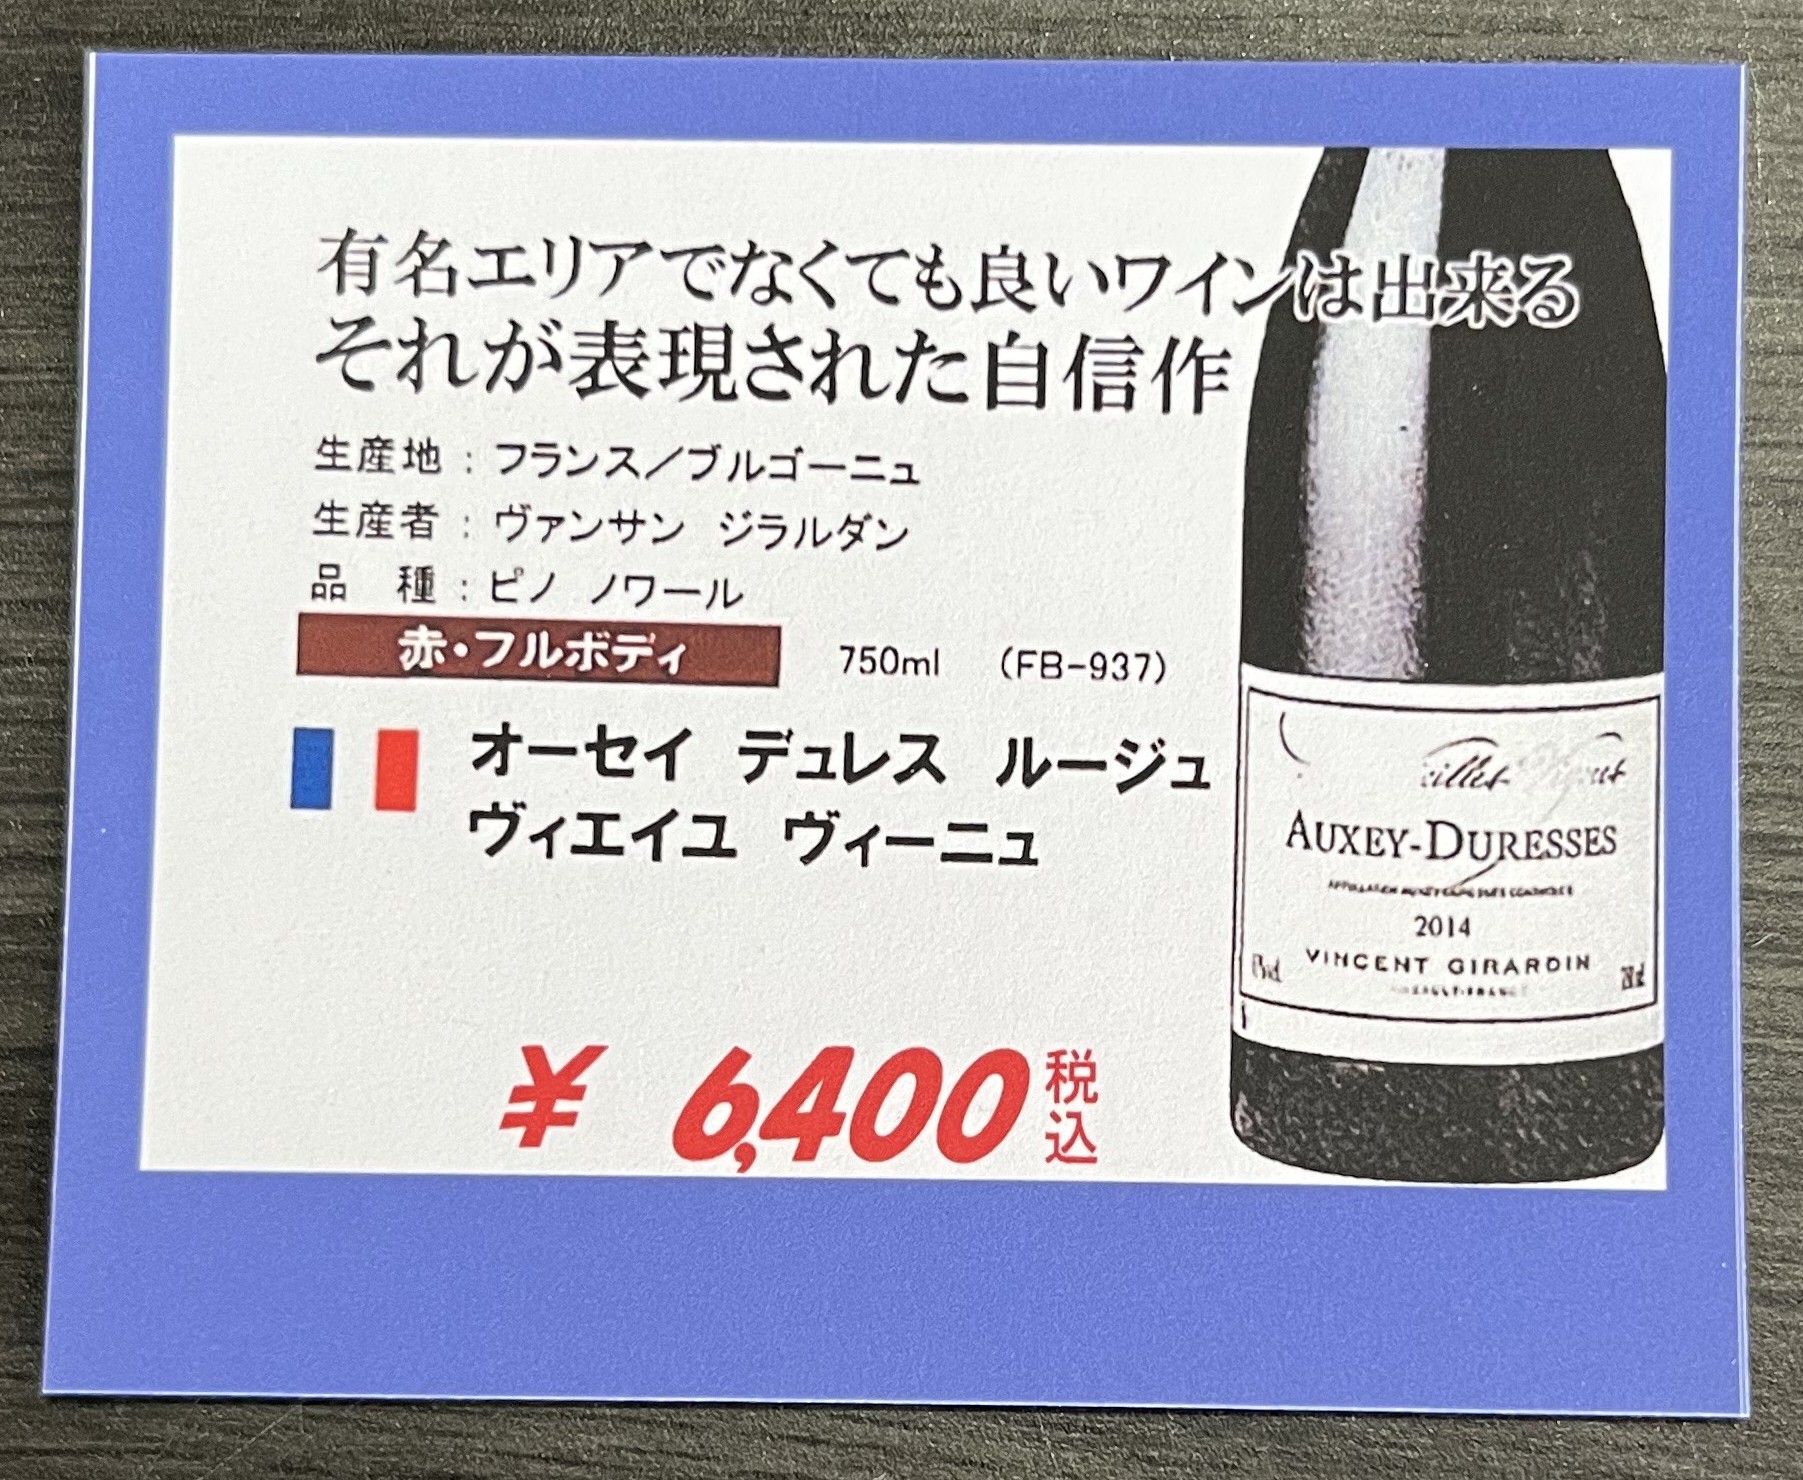 有名エリアでなくても良いワインは出来る
それが表現された自信作
生産地：フランス／ブルゴーニュ
生産者：ヴァンサン ジラルダン
品 種：ピノ ノワール
赤・フルボディ 750ml (FB-937)
オーセイ デュレス ルージュ
ヴィエイユ ヴィーニュ
¥ 6,400 税込
AUXEY-DURESSES
2014
VINCENT GIRARDIN